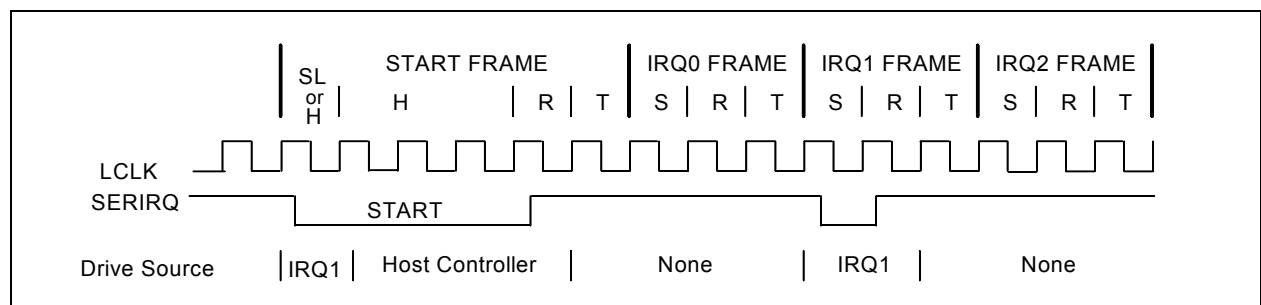 START FRAME IRQ0 FRAME IRQ1 FRAME IRQ2 FRAME
SL
or
H
H R T S R T S R T S R T
LCLK
SERIRQ
START
Drive Source IRQ1 Host Controller None IRQ1 None